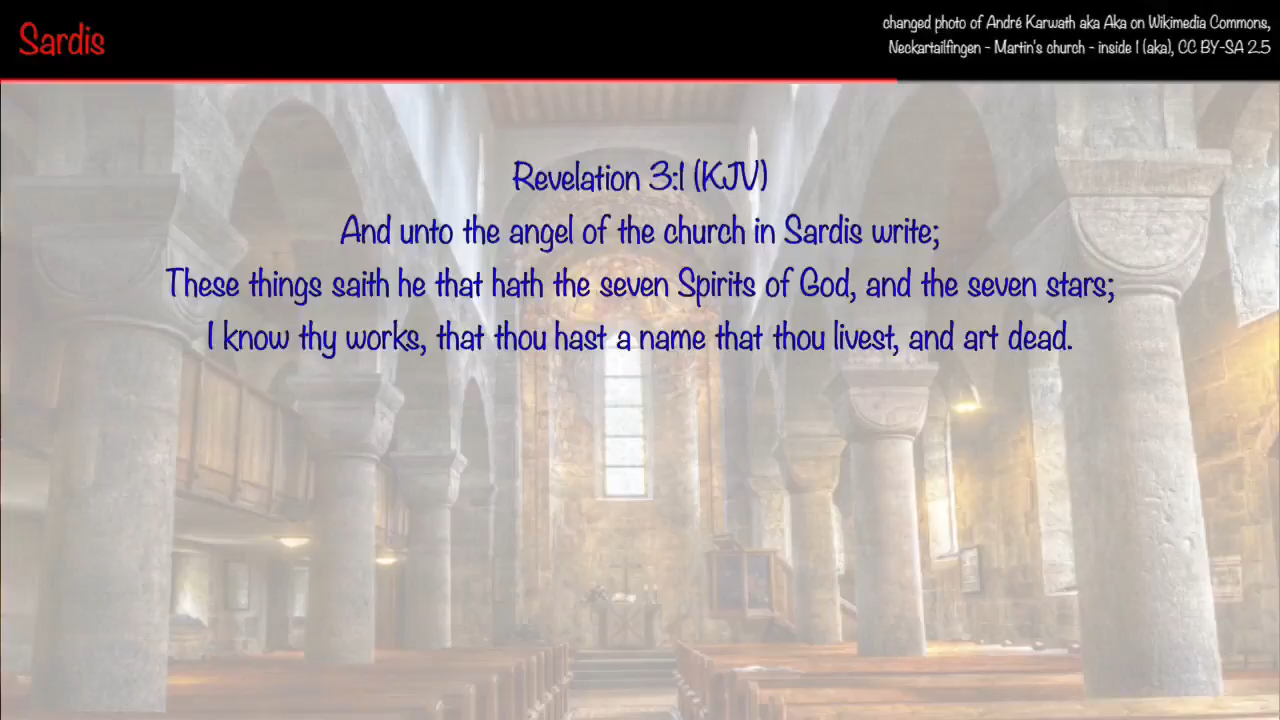 Sardis
changed photo of André Karwath aka Aka on Wikimedia Commons,
Neckartailfingen - Martin's church - inside 1 (aka), CC BY-SA 2.5
Revelation 3:1 (KJV)
And unto the angel of the church in Sardis write;
These things saith he that hath the seven Spirits of God, and the seven stars;
I know thy works, that thou hast a name that thou livest, and art dead.